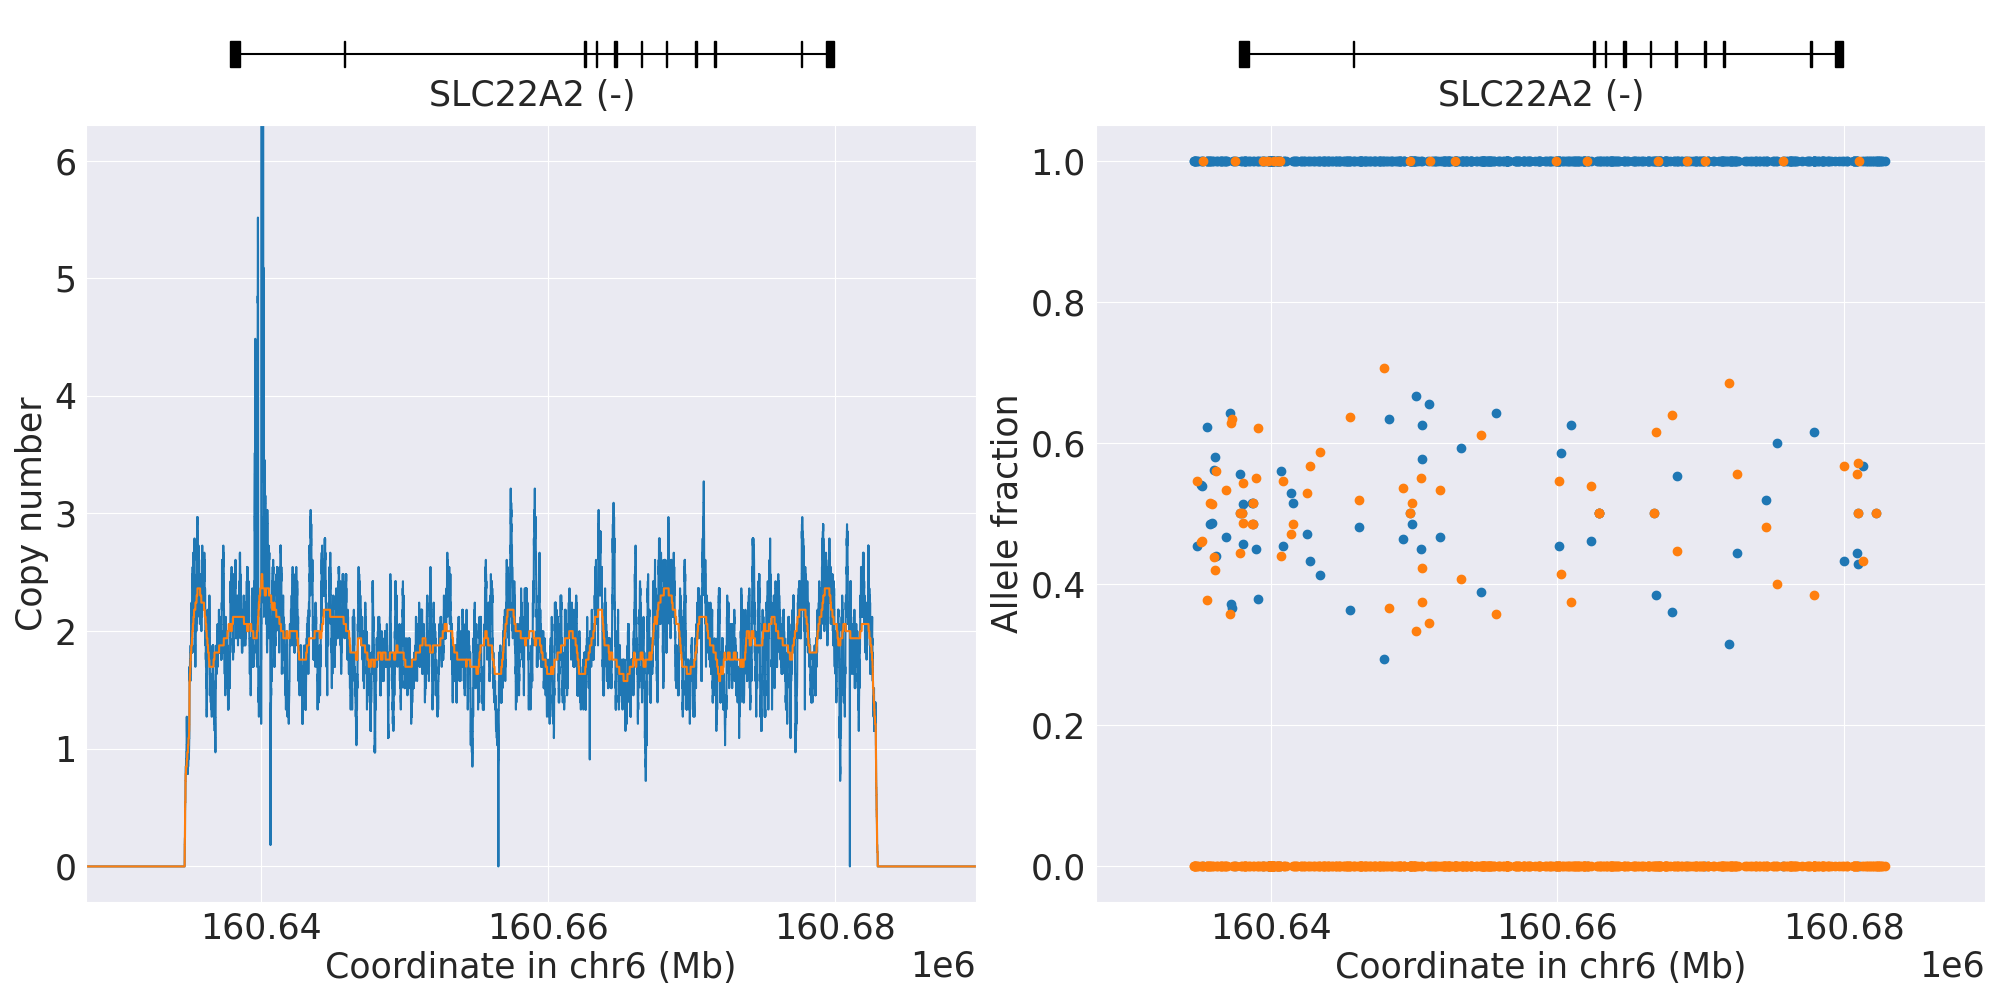 SLC22A2 (-)
6
5
4
3
2
1
0
Copy number
160.64 160.66 160.68
Coordinate in chr6 (Mb) 1e6
SLC22A2 (-)
1.0
0.8
0.6
0.4
0.2
0.0
Allele fraction
160.64 160.66 160.68
Coordinate in chr6 (Mb) 1e6